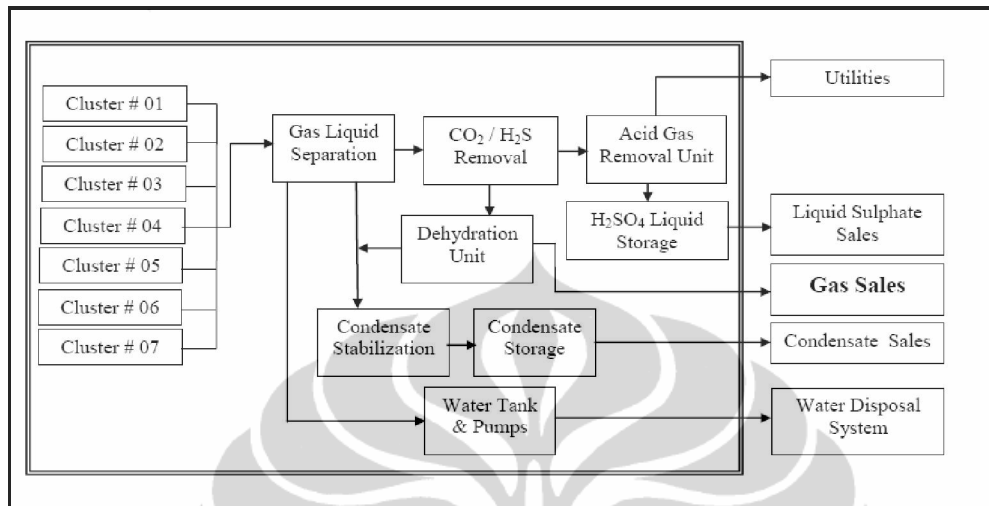 Cluster # 01
Cluster # 02
Cluster # 03
Cluster # 04
Cluster # 05
Cluster # 06
Cluster # 07
Gas Liquid
Separation
CO₂ / H₂S
Removal
Acid Gas
Removal Unit
Utilities
Dehydration
Unit
H₂SO₄ Liquid
Storage
Liquid Sulphate
Sales
Gas Sales
Condensate
Stabilization
Condensate
Storage
Condensate Sales
Water Tank
& Pumps
Water Disposal
System